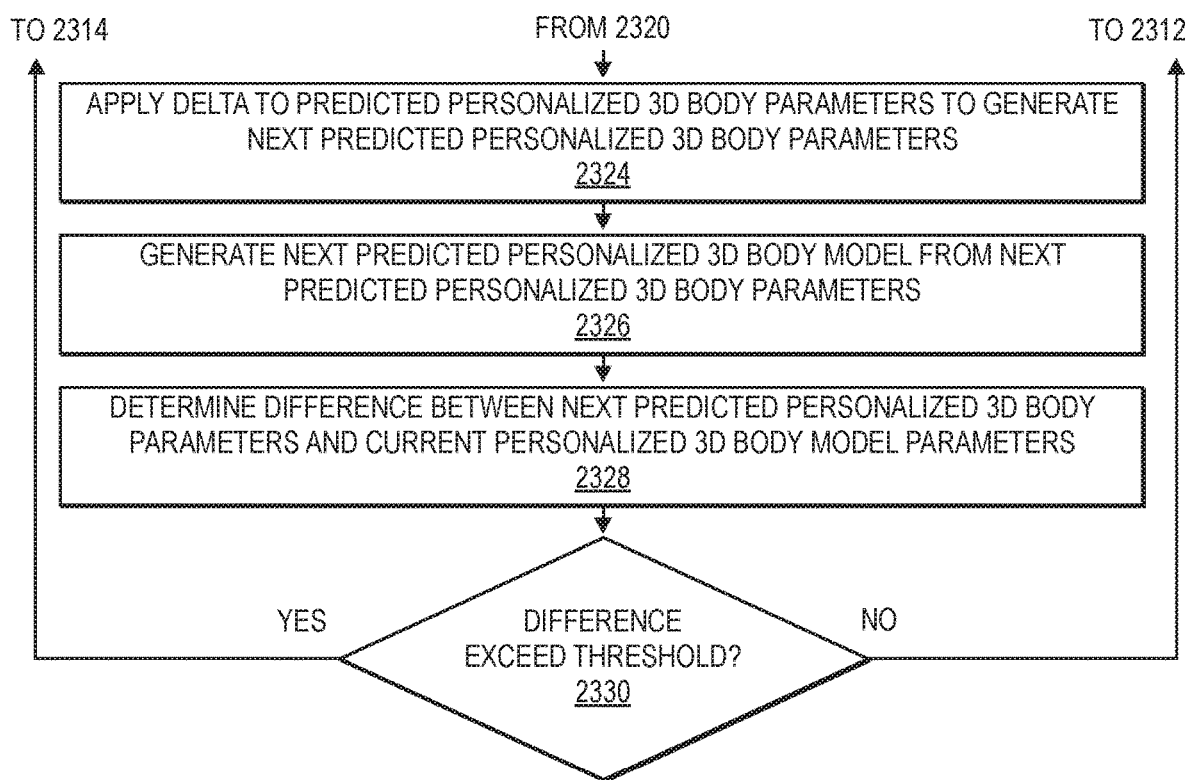 TO 2314
FROM 2320
TO 2312
APPLY DELTA TO PREDICTED PERSONALIZED 3D BODY PARAMETERS TO GENERATE
NEXT PREDICTED PERSONALIZED 3D BODY PARAMETERS
2324
GENERATE NEXT PREDICTED PERSONALIZED 3D BODY MODEL FROM NEXT
PREDICTED PERSONALIZED 3D BODY PARAMETERS
2326
DETERMINE DIFFERENCE BETWEEN NEXT PREDICTED PERSONALIZED 3D BODY
PARAMETERS AND CURRENT PERSONALIZED 3D BODY MODEL PARAMETERS
2328
YES
NO
DIFFERENCE
EXCEED THRESHOLD?
2330